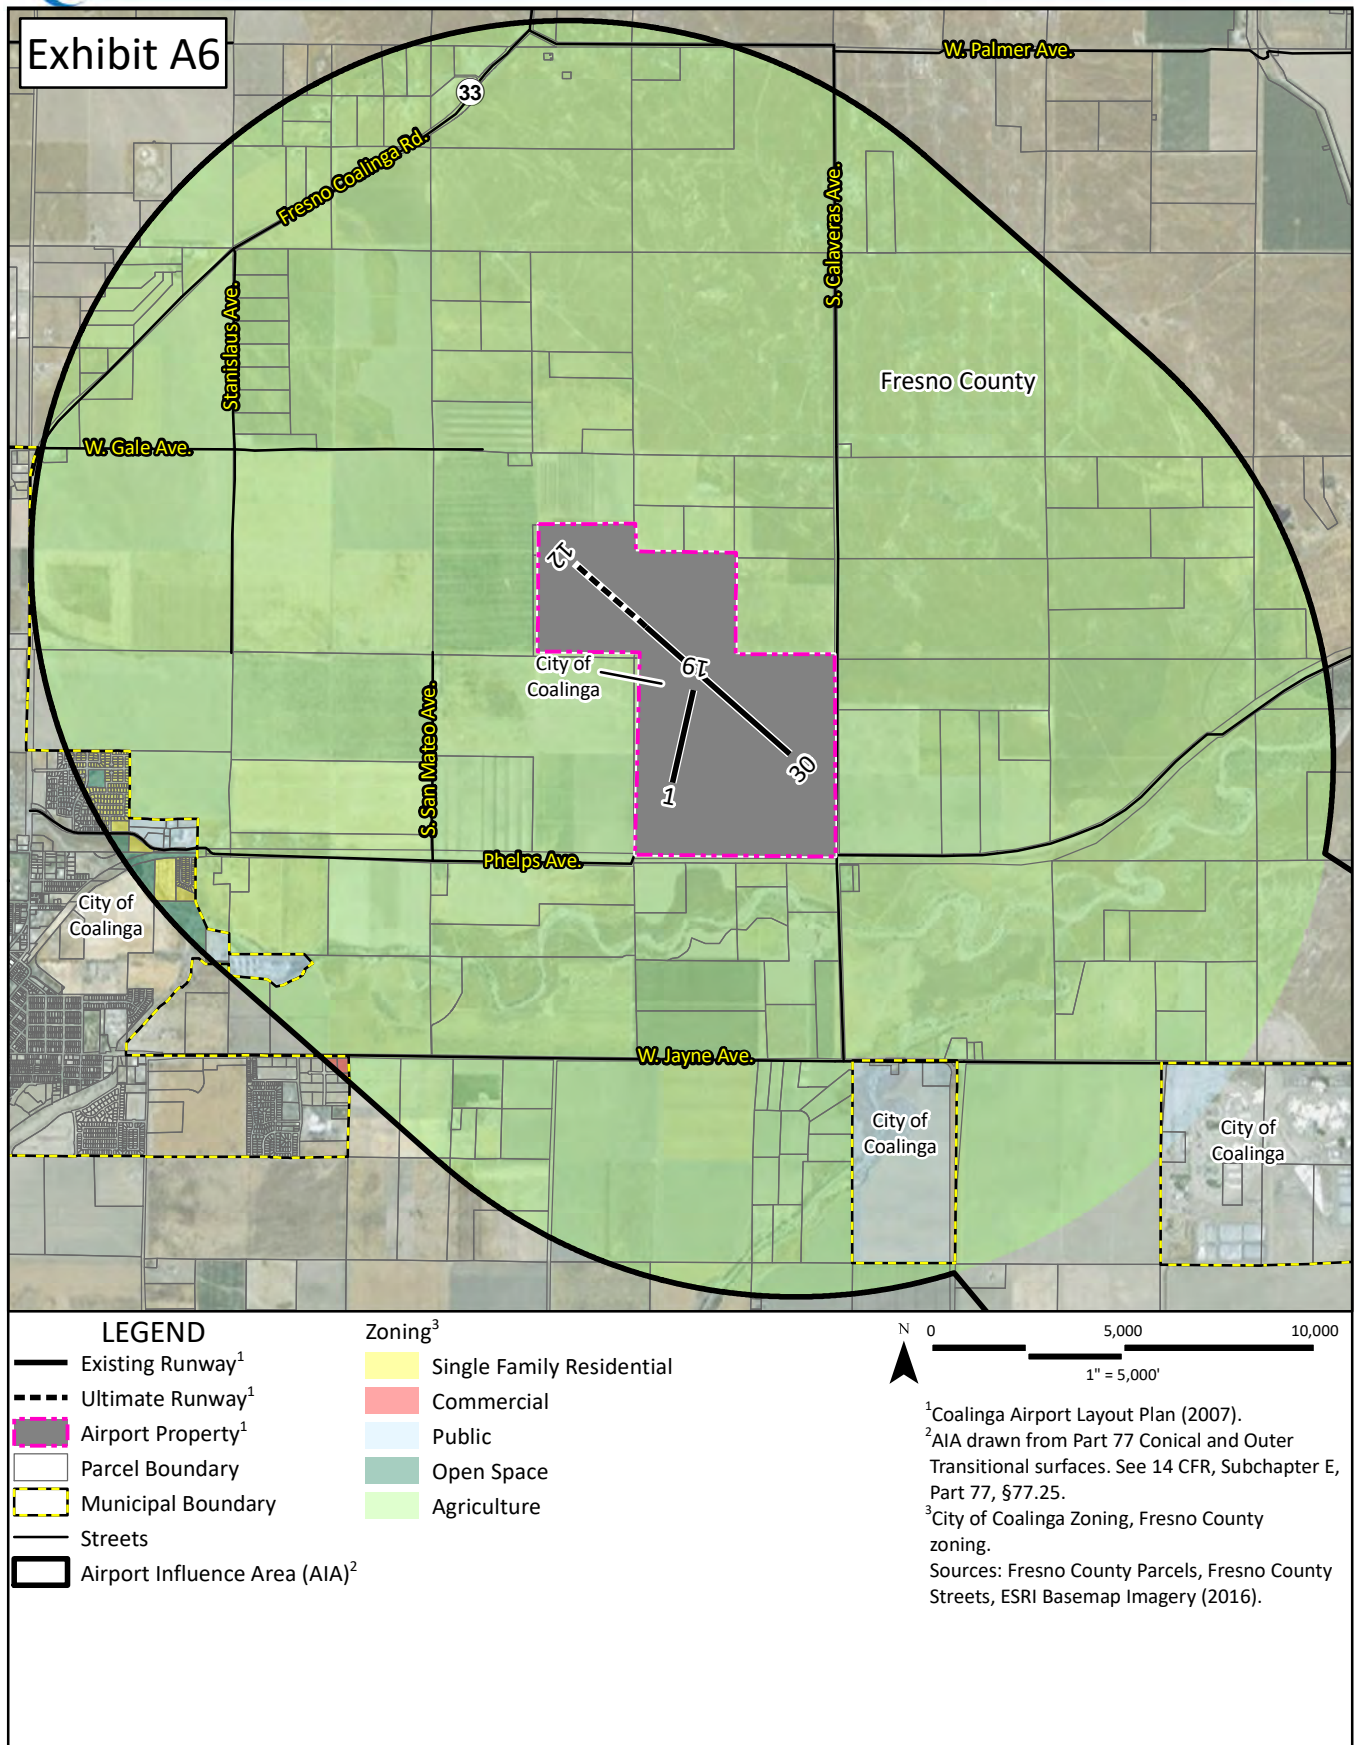 Exhibit A6
W. Palmer Ave.
33
Fresno Coalinga Rd.
S. Calaveras Ave.
Stanislaus Ave.
Fresno County
W. Gale Ave.
12
19
City of
Coalinga
S. San Mateo Ave.
30
1
Phelps Ave.
City of
Coalinga
W. Jayne Ave.
City of
Coalinga
City of
Coalinga
LEGEND
Existing Runway1
Ultimate Runway1
Airport Property1
Parcel Boundary
Municipal Boundary
Streets
Airport Influence Area (AIA)2
Zoning3
Single Family Residential
Commercial
Public
Open Space
Agriculture
N
0 5,000 10,000
1" = 5,000'
1Coalinga Airport Layout Plan (2007).
2AIA drawn from Part 77 Conical and Outer
Transitional surfaces. See 14 CFR, Subchapter E,
Part 77, §77.25.
3City of Coalinga Zoning, Fresno County
zoning.
Sources: Fresno County Parcels, Fresno County
Streets, ESRI Basemap Imagery (2016).